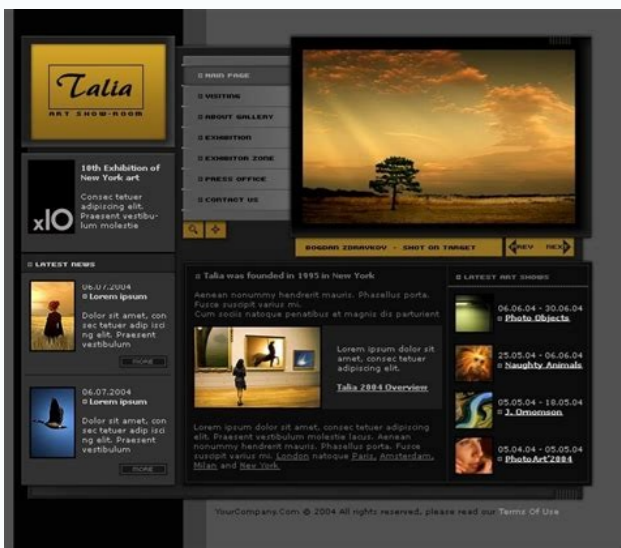 Talia
ART SHOW-ROOM
MAIN PAGE
VISITING
ABOUT GALLERY
EXHIBITION
EXHIBITOR ZONE
PRESS OFFICE
CONTACT US
BOGDAN ZDRAVKOV - SHOT ON TARGET
PREV NEXT
10th Exhibition of
New York art
Consec tetuer
adipiscing elit.
Praesent vestibu-
lum molestie
x10
LATEST NEWS
06.07.2004
Lorem ipsum
Dolor sit amet, con
sec tetuer adip isci
ng elit. Praesent
vestibulum
MORE
06.07.2004
Lorem ipsum
Dolor sit amet, con
sec tetuer adip isci
ng elit. Praesent
vestibulum
MORE
Talia was founded in 1995 in New York
Aenean nonummy hendrerit mauris. Phasellus porta.
Fusce suscipit varius mi.
Cum sociis natoque penatibus et magnis dis parturient
Lorem ipsum dolor sit
amet, consec tetuer
adipiscing elit.
Talia 2004 Overview
Lorem ipsum dolor sit amet, consec tetuer adipiscing
elit. Praesent vestibulum molestie lacus. Aenean
nonummy hendrerit mauris. Phasellus porta. Fusce
suscipit varius mi. London natoque Paris, Amsterdam,
Milan and New York.
LATEST ART SHOWS
06.06.04 - 30.06.04
Photo Objects
25.05.04 - 06.06.04
Naughty Animals
05.05.04 - 18.05.04
J. Omonson
05.04.04 - 05.05.04
PhotoArt'2004
YourCompany.Com © 2004 All rights reserved, please read our Terms Of Use